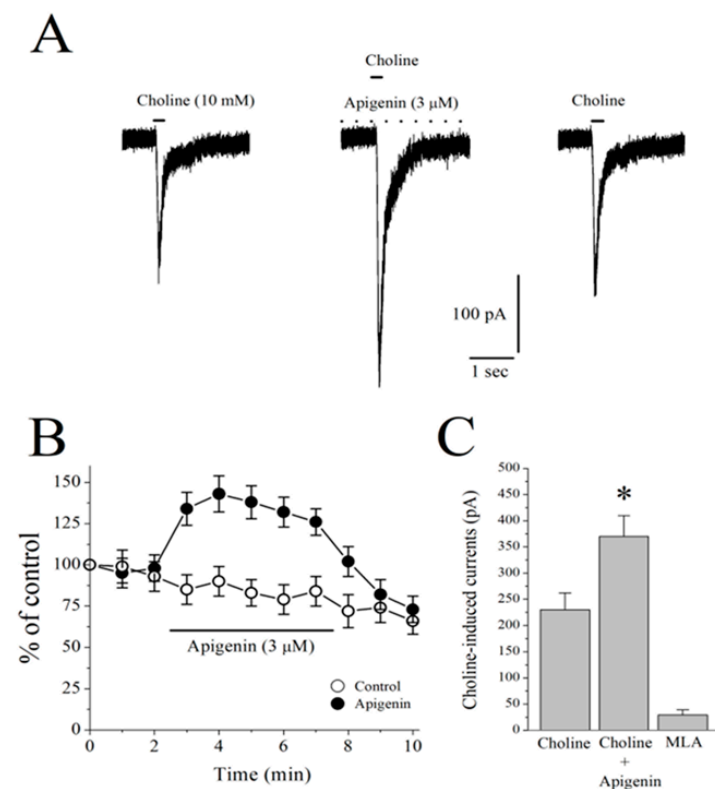 A
Choline
Choline (10 mM)
Apigenin (3 μM)
Choline
100 pA
1 sec
B
% of control
150
125
100
75
50
25
0
Apigenin (3 μM)
Control
Apigenin
0 2 4 6 8 10
Time (min)
C
Choline-induced currents (pA)
500
450
400
350
300
250
200
150
100
50
0
*
Choline Choline MLA
+
Apigenin